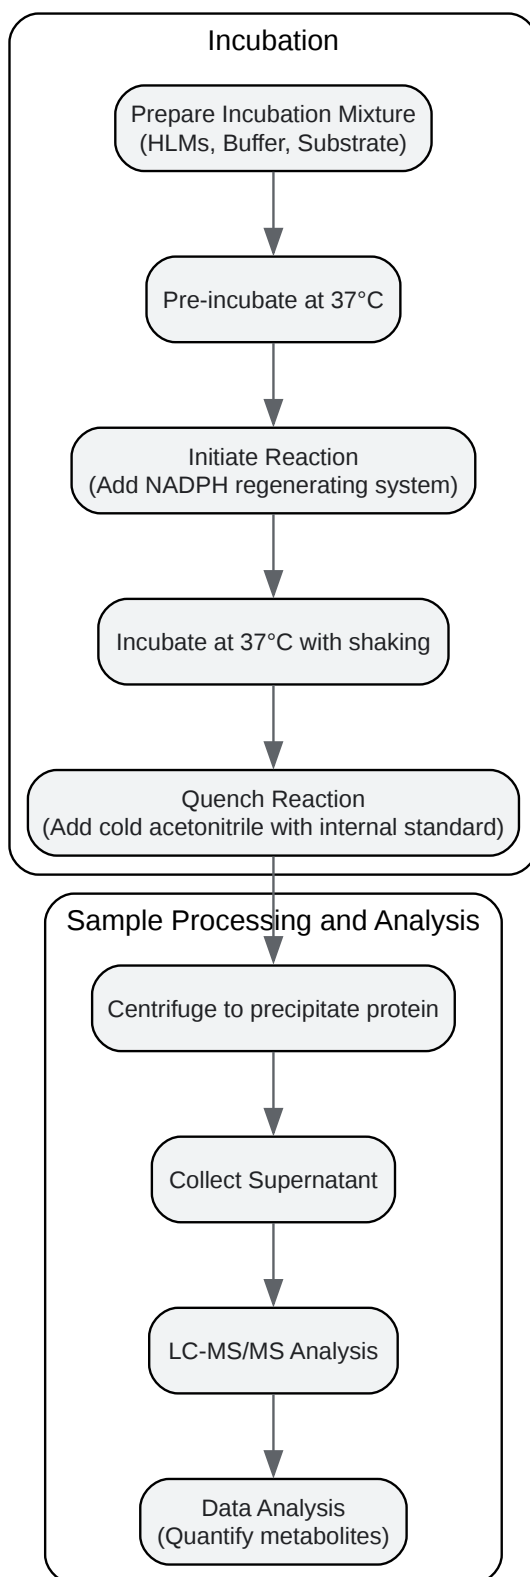 Incubation
Prepare Incubation Mixture
(HLMs, Buffer, Substrate)
Pre-incubate at 37°C
Initiate Reaction
(Add NADPH regenerating system)
Incubate at 37°C with shaking
Quench Reaction
(Add cold acetonitrile with internal standard)
Sample Processing and Analysis
Centrifuge to precipitate protein
Collect Supernatant
LC-MS/MS Analysis
Data Analysis
(Quantify metabolites)